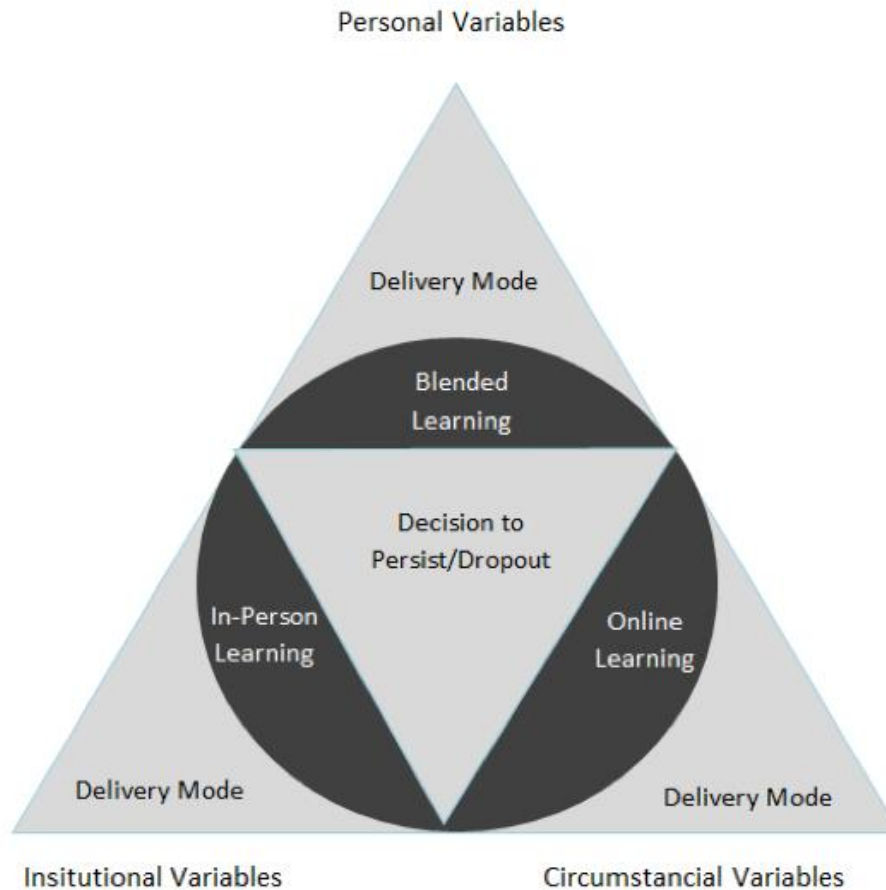 Personal Variables
Delivery Mode
Blended
Learning
Decision to
Persist/Dropout
In-Person
Learning
Online
Learning
Delivery Mode
Delivery Mode
Insitutional Variables
Circumstancial Variables